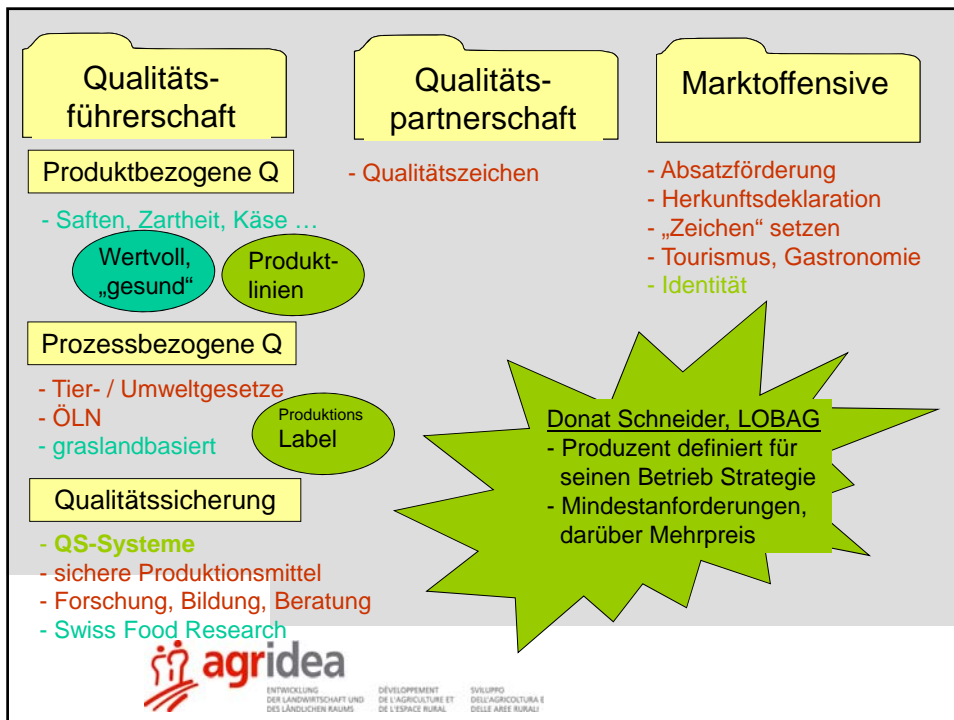 Qualitäts-
führerschaft
Produktbezogene Q
- Saften, Zartheit, Käse …
Wertvoll,
„gesund“
Produkt-
linien
Prozessbezogene Q
- Tier- / Umweltgesetze
- ÖLN
- graslandbasiert
Produktions
Label
Qualitätssicherung
- QS-Systeme
- sichere Produktionsmittel
- Forschung, Bildung, Beratung
- Swiss Food Research
Qualitäts-
partnerschaft
- Qualitätszeichen
Marktoffensive
- Absatzförderung
- Herkunftsdeklaration
- „Zeichen“ setzen
- Tourismus, Gastronomie
- Identität
Donat Schneider, LOBAG
- Produzent definiert für
seinen Betrieb Strategie
- Mindestanforderungen,
darüber Mehrpreis
agridea
ENTWICKLUNG
DER LANDWIRTSCHAFT UND
DES LÄNDLICHEN RAUMS
DÉVELOPPEMENT
DE L'AGRICULTURE ET
DE L'ESPACE RURAL
SVILUPPO
DELL'AGRICOLTURA E
DELLE AREE RURALI